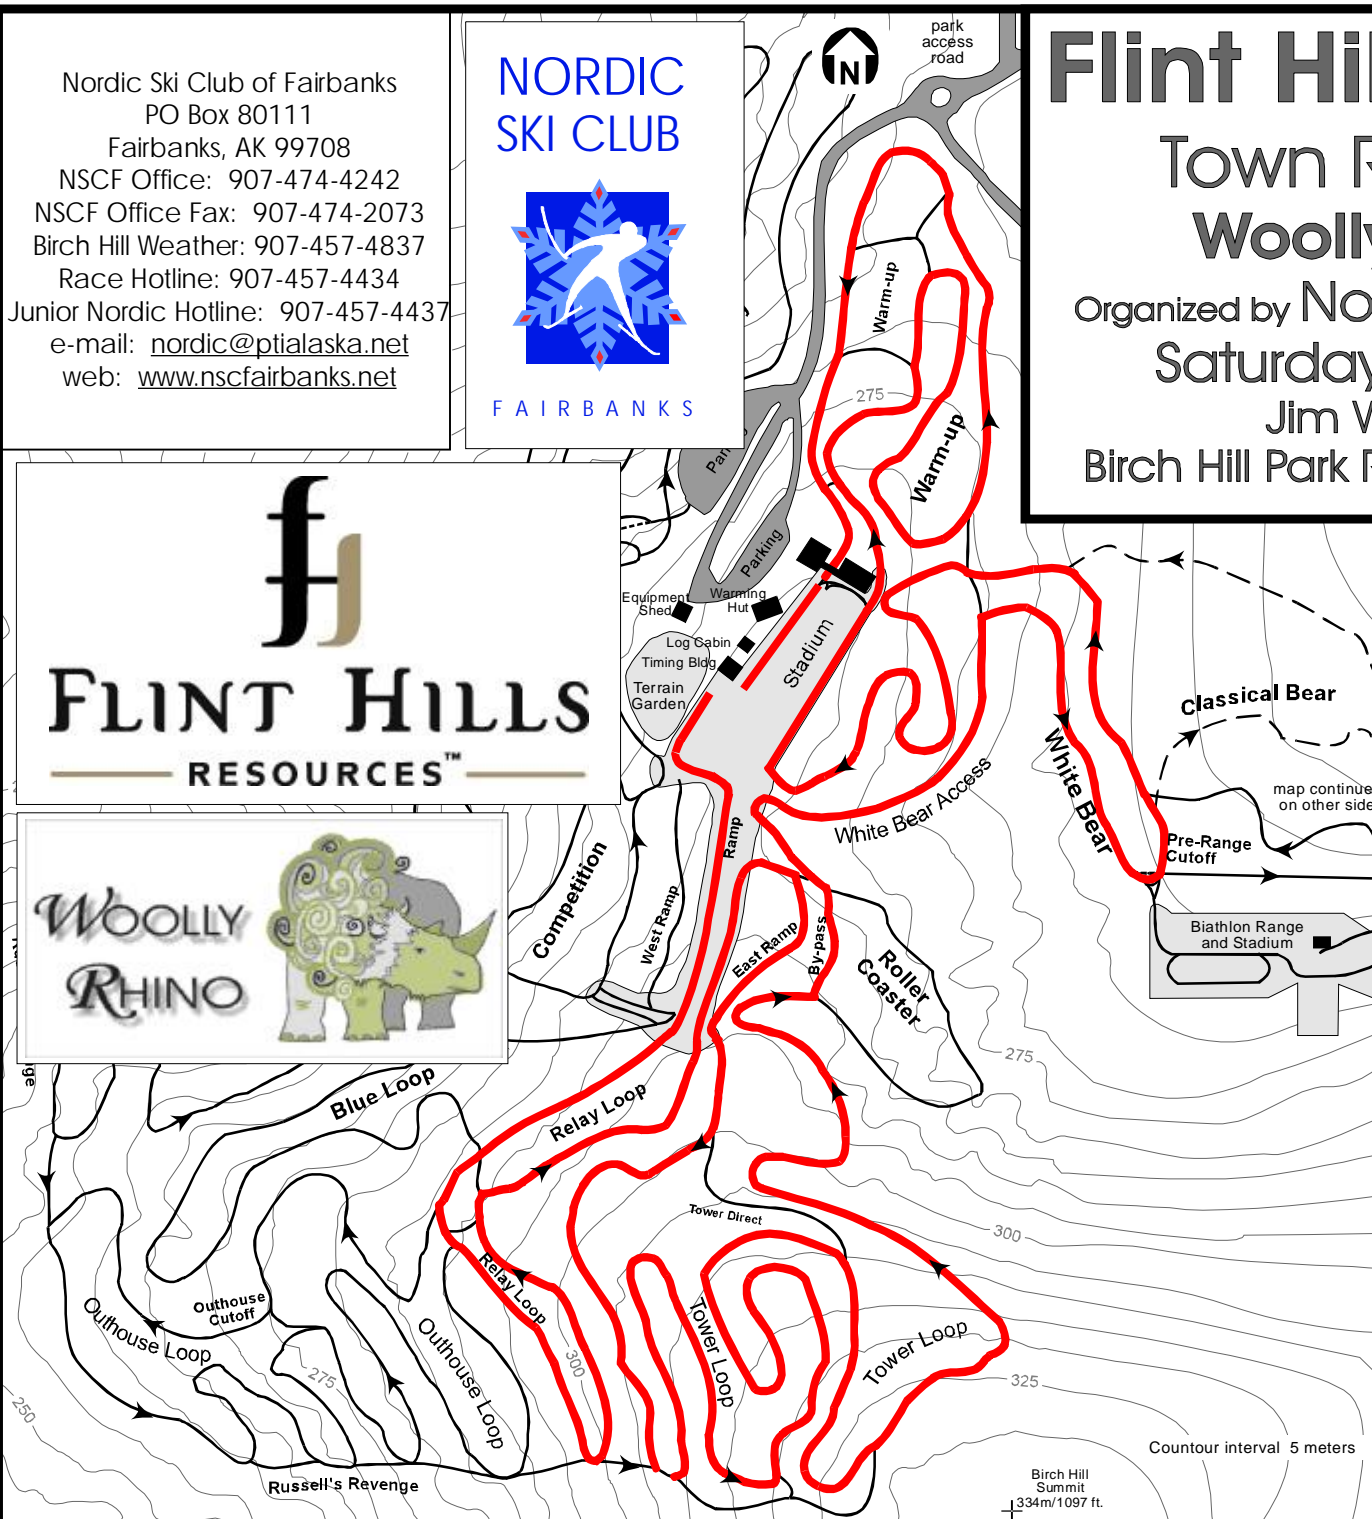 Nordic Ski Club of Fairbanks
PO Box 80111
Fairbanks, AK 99708
NSCF Office: 907-474-4242
NSCF Office Fax: 907-474-2073
Birch Hill Weather: 907-457-4837
Race Hotline: 907-457-4434
Junior Nordic Hotline: 907-457-4437
e-mail: nordic@ptialaska.net
web: www.nscfairbanks.net
NORDIC
SKI CLUB
FAIRBANKS
N
park
access
road
Flint Hil
Town R
Woolly
Organized by No
Saturday
Jim W
Birch Hill Park
FLINT HILLS
RESOURCES™
WOOLLY
RHINO
Warm-up
275
Warm-up
Parking
Equipment
Shed
Warming
Hut
Log Cabin
Timing Bldg
Terrain
Garden
Stadium
Classical Bear
White Bear
White Bear Access
map continue
on other side
Pre-Range
Cutoff
Biathlon Range
and Stadium
Ramp
Competition
West Ramp
East Ramp
By-pass
Roller
Coaster
275
ge
Blue Loop
Relay Loop
Tower Direct
300
Relay Loop
Outhouse
Cutoff
Outhouse Loop
Outhouse Loop
275
300
Tower Loop
Tower Loop
325
250
Russell's Revenge
Countour interval 5 meters
Birch Hill
Summit
334m/1097 ft.